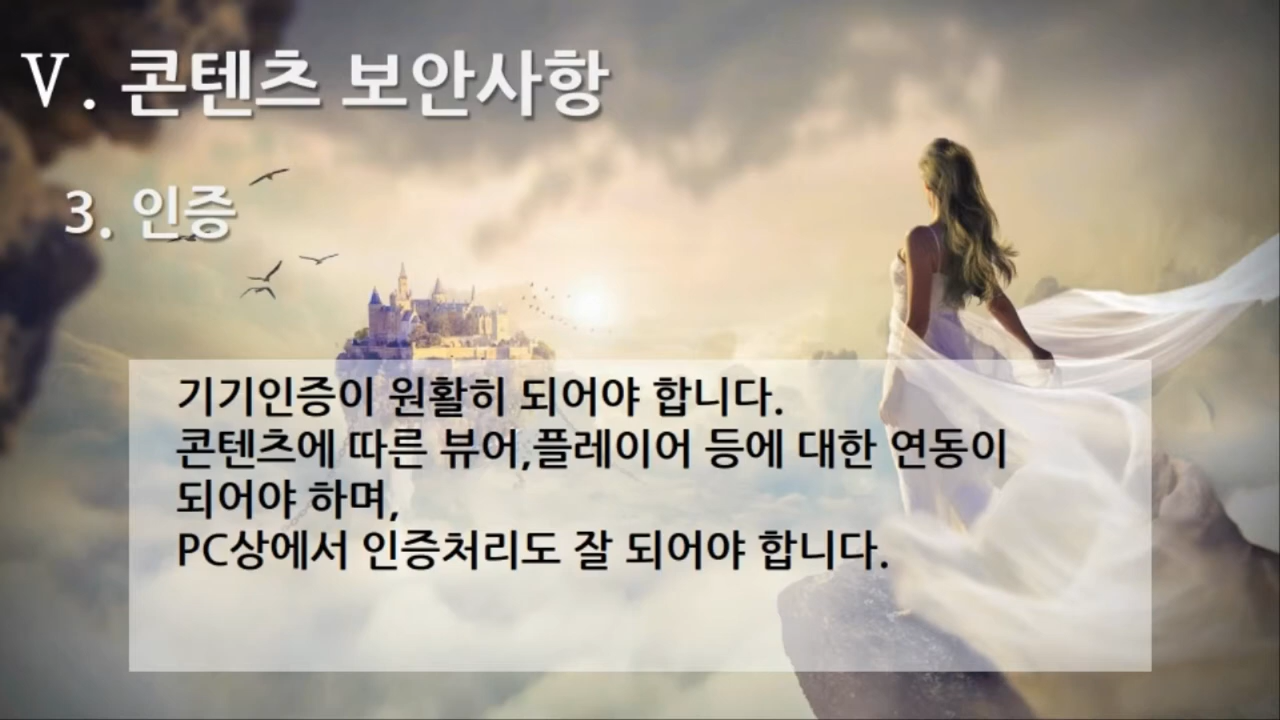 Ⅴ. 콘텐츠 보안사항
3. 인증
기기인증이 원활히 되어야 합니다.
콘텐츠에 따른 뷰어,플레이어 등에 대한 연동이
되어야 하며,
PC상에서 인증처리도 잘 되어야 합니다.